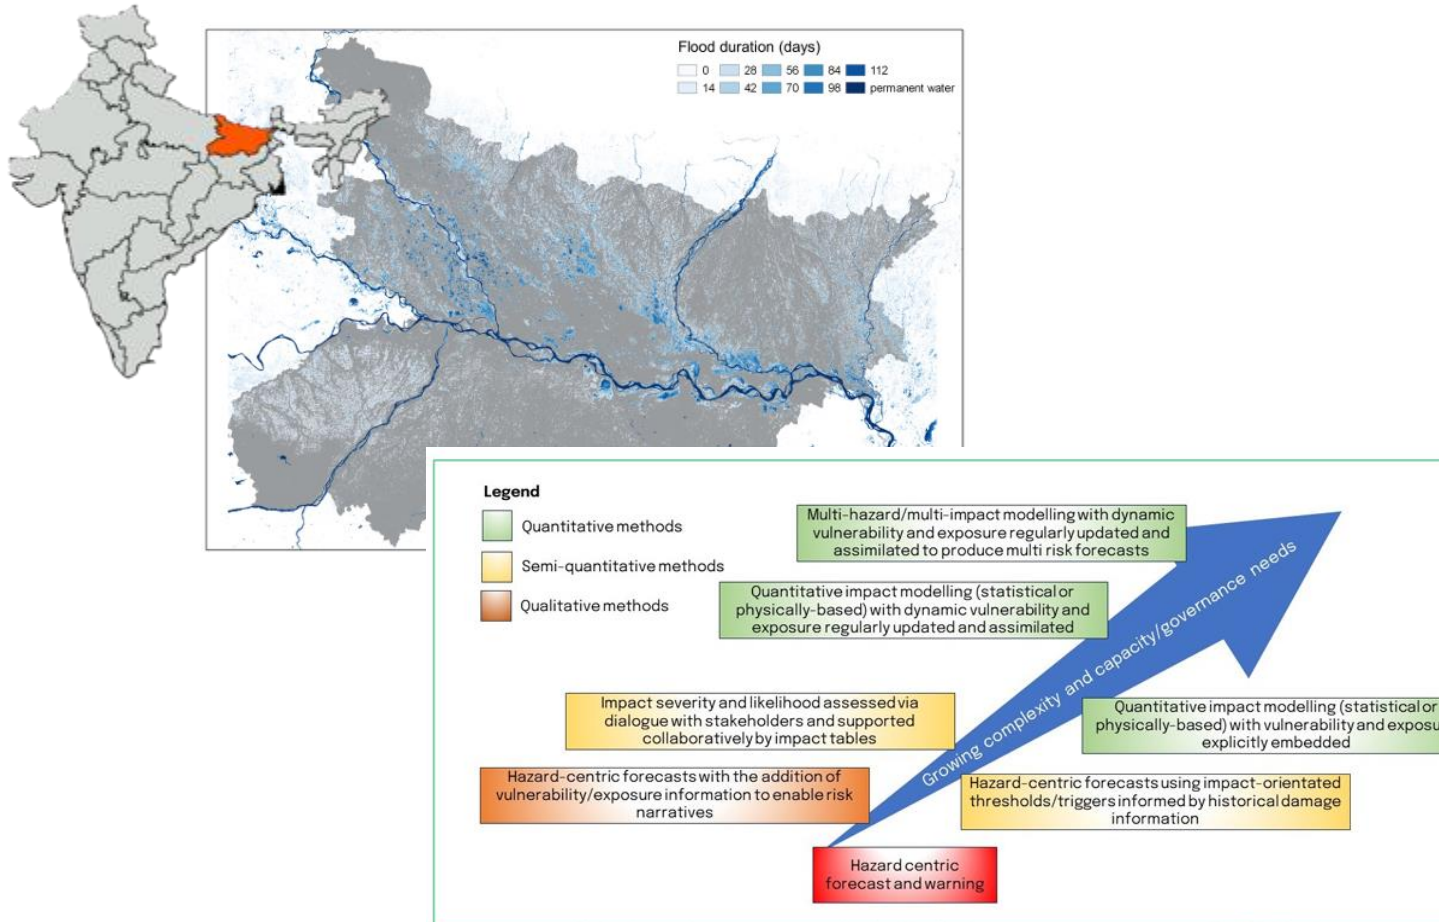 Flood duration (days)
0 28 56 84 112
14 42 70 98 permanent water
Legend
Quantitative methods
Semi-quantitative methods
Qualitative methods
Multi-hazard/multi-impact modelling with dynamic
vulnerability and exposure regularly updated and
assimilated to produce multi risk forecasts
Quantitative impact modelling (statistical or
physically-based) with dynamic vulnerability and
exposure regularly updated and assimilated
Growing complexity and capacity/governance needs
Impact severity and likelihood assessed via
dialogue with stakeholders and supported
collaboratively by impact tables
Quantitative impact modelling (statistical or
physically-based) with vulnerability and exposu
explicitly embedded
Hazard-centric forecasts with the addition of
vulnerability/exposure information to enable risk
narratives
Hazard-centric forecasts using impact-orientated
thresholds/triggers informed by historical damage
information
Hazard centric
forecast and warning